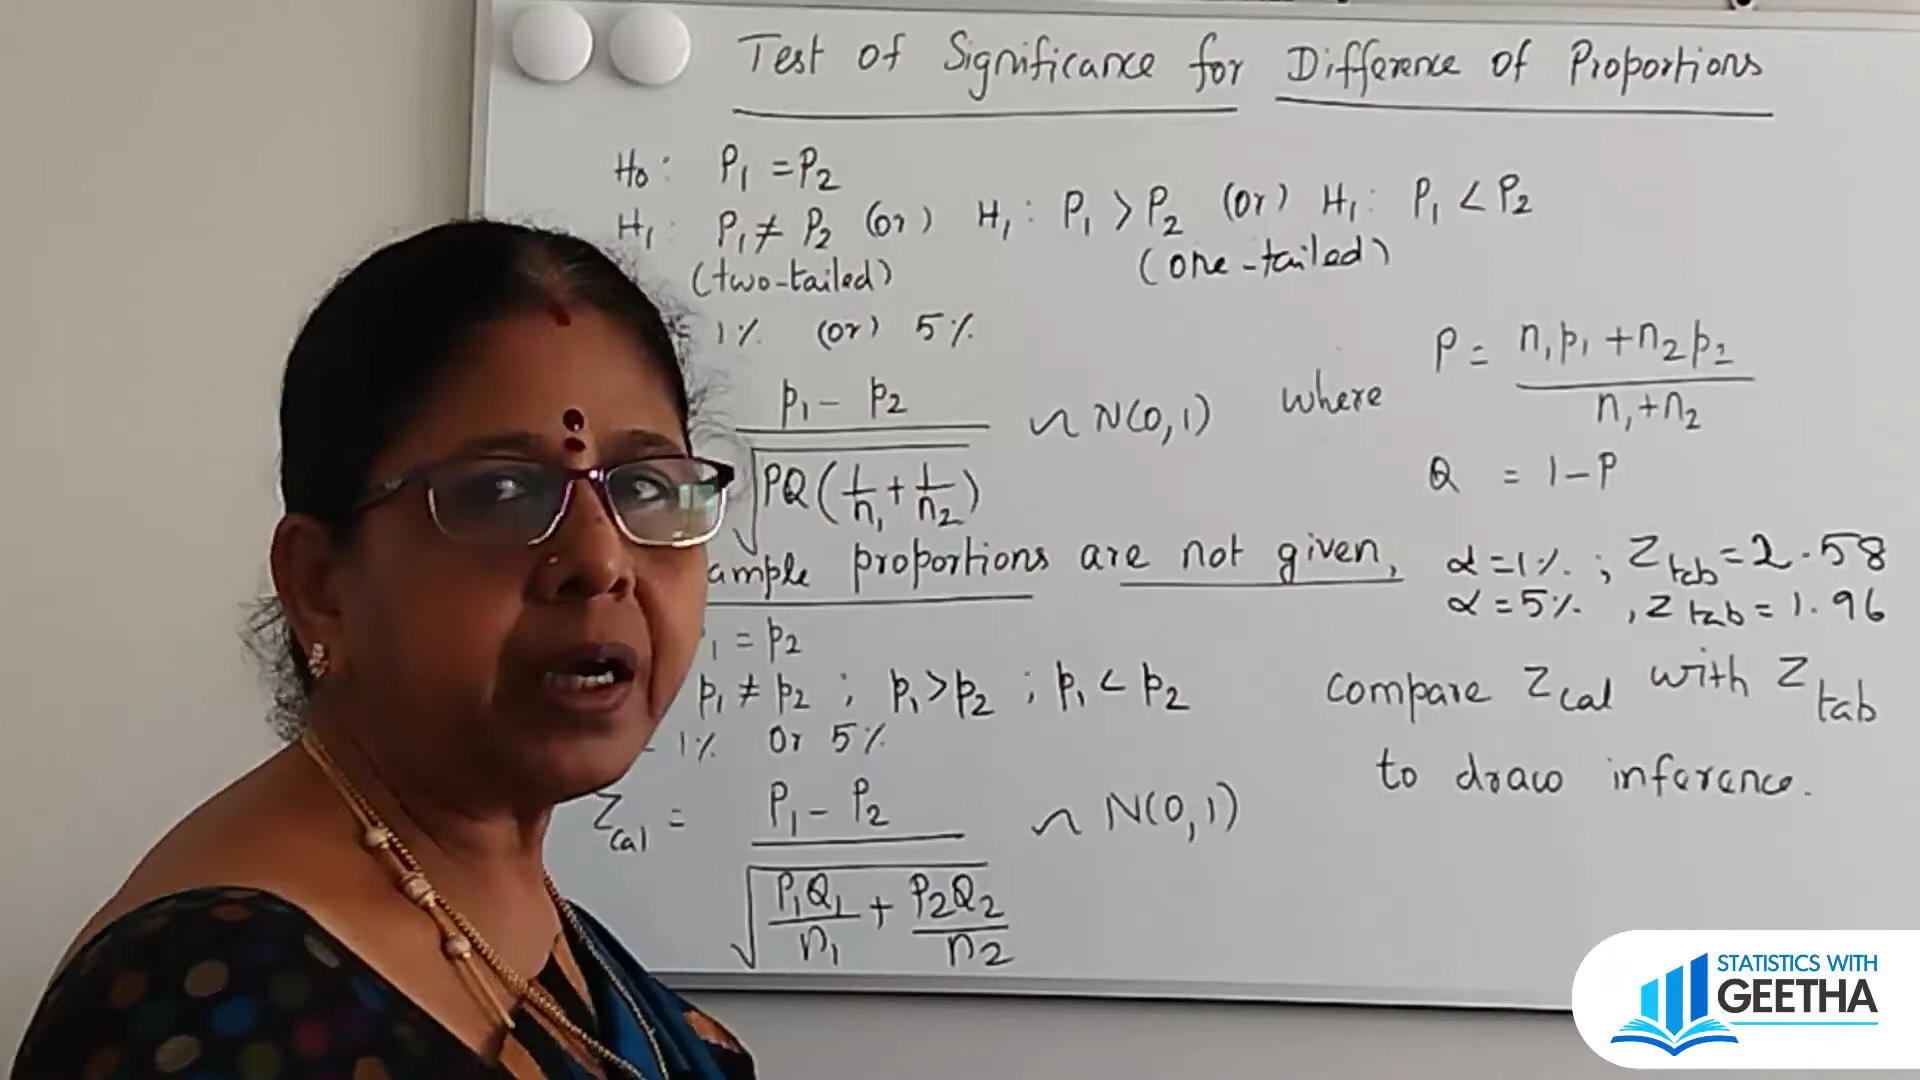 Test of Significance for Difference of Proportions
H0 : P1 = P2
H1 : P1 ≠ P2 (or) H1 : P1 > P2 (or) H1 : P1 < P2
(two-tailed) (one-tailed)
= 1% (or) 5%
p1 - p2 / √PQ(1/n1 + 1/n2) ~ N(0,1) where P = n1p1 + n2p2 / n1 + n2
Q = 1-P
ample proportions are not given,
α = 1% ; Ztab = 2.58
α = 5% , Ztab = 1.96
1 = p2
p1 ≠ p2 ; p1 > p2 ; p1 < p2
- 1% Or 5%
compare Zcal with Ztab
to draw inference.
Zcal = P1 - P2 / √P1Q1/n1 + P2Q2/n2 ~ N(0,1)
STATISTICS WITH
GEETHA